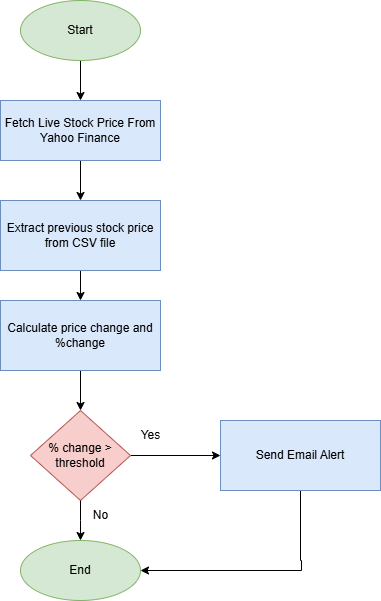 Start
Fetch Live Stock Price From
Yahoo Finance
Extract previous stock price
from CSV file
Calculate price change and
%change
% change >
threshold
Yes
Send Email Alert
No
End